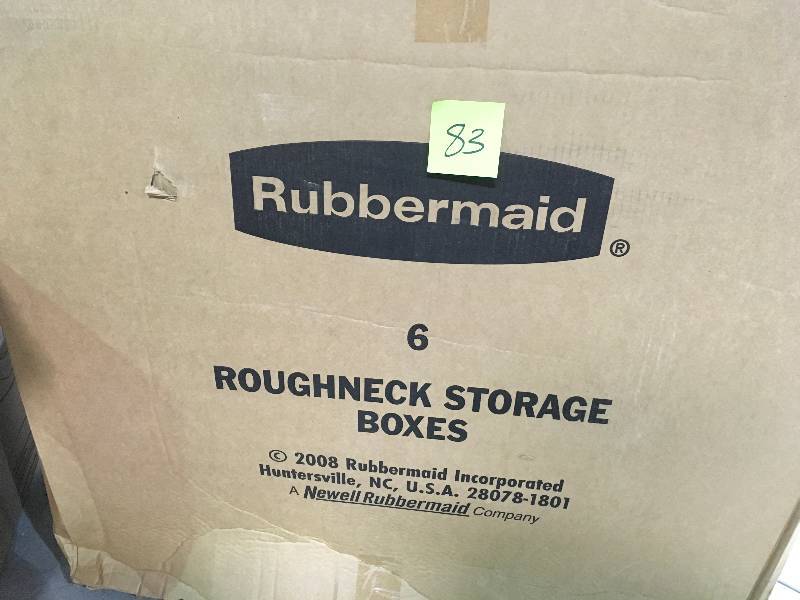 83
Rubbermaid®
6
ROUGHNECK STORAGE
BOXES
© 2008 Rubbermaid Incorporated
Huntersville, NC, U.S.A. 28078-1801
A Newell Rubbermaid Company